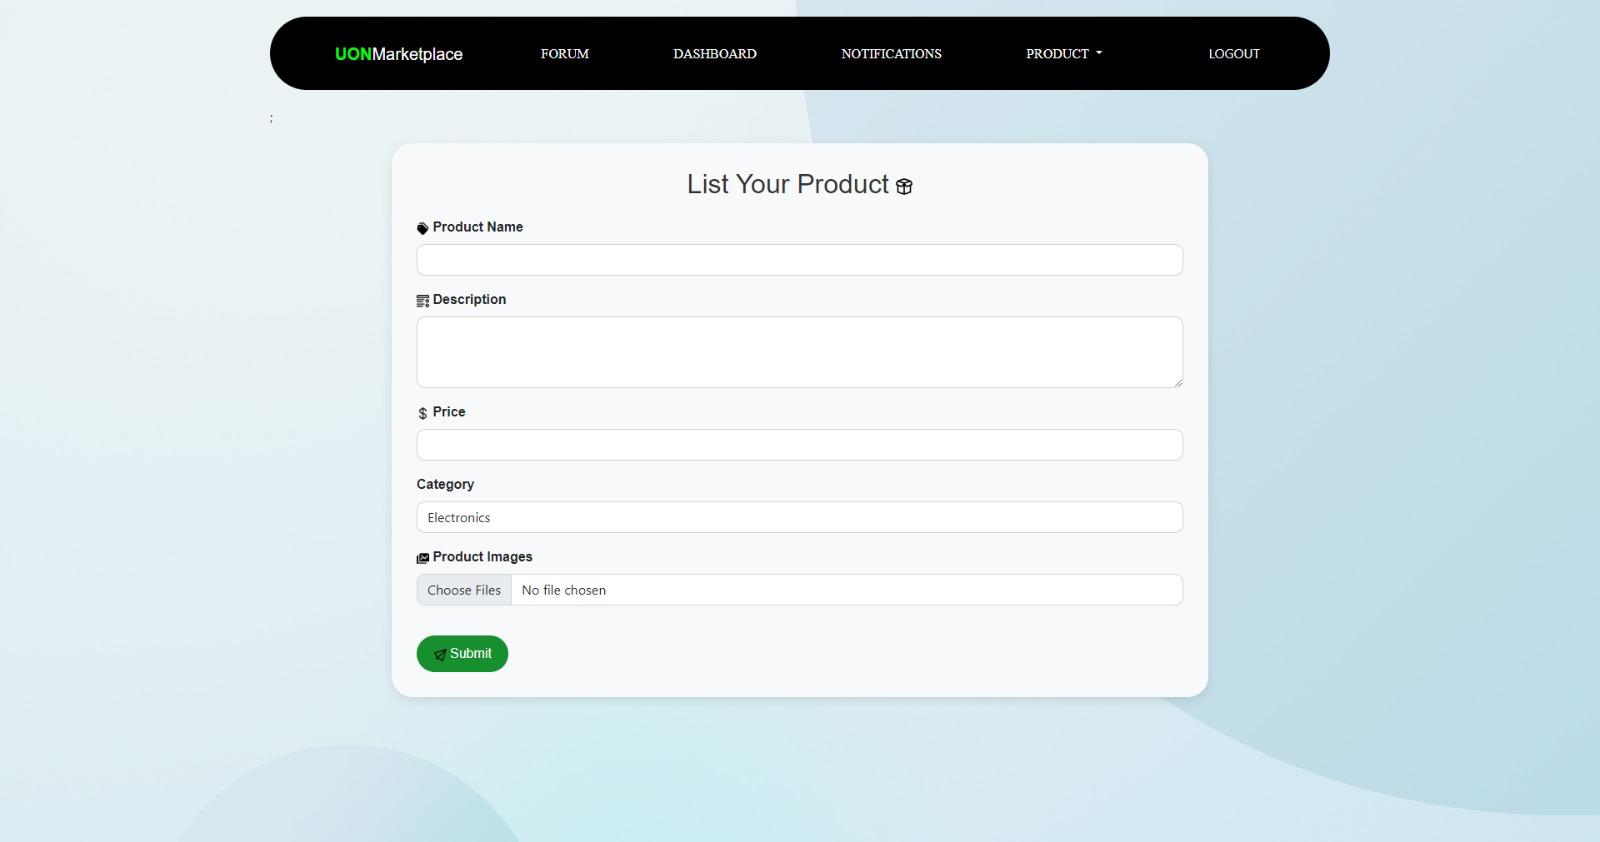 UONMarketplace FORUM DASHBOARD NOTIFICATIONS PRODUCT LOGOUT
;
List Your Product
Product Name
Description
$ Price
Category
Electronics
Product Images
Choose Files No file chosen
Submit